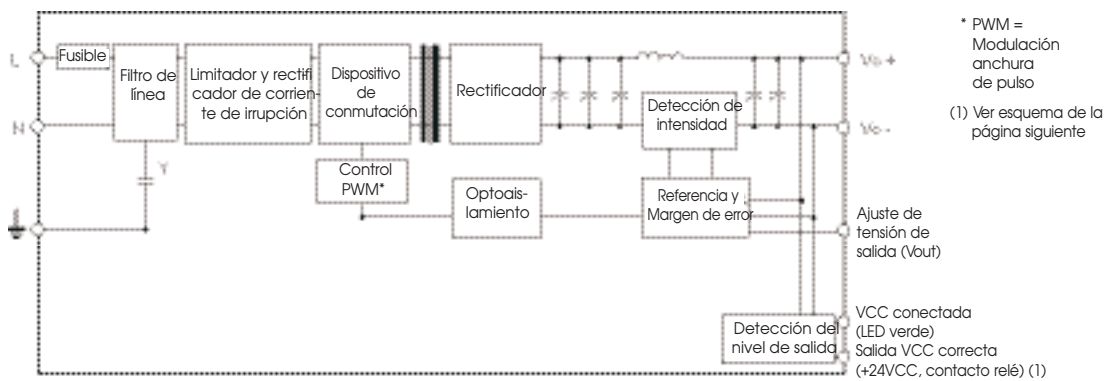 * PWM =
Modulación
anchura
de pulso
(1) Ver esquema de la
página siguiente
L
Fusible
Filtro de
línea
Limitador y rectifi
cador de corrien-
te de irrupción
Dispositivo
de
conmutación
Rectificador
Vo +
N
Detección de
intensidad
Vo -
Y
Control
PWM*
Optoais-
lamiento
Referencia y
Margen de error
Ajuste de
tensión de
salida (Vout)
Detección del
nivel de salida
VCC conectada
(LED verde)
Salida VCC correcta
(+24VCC, contacto relé) (1)